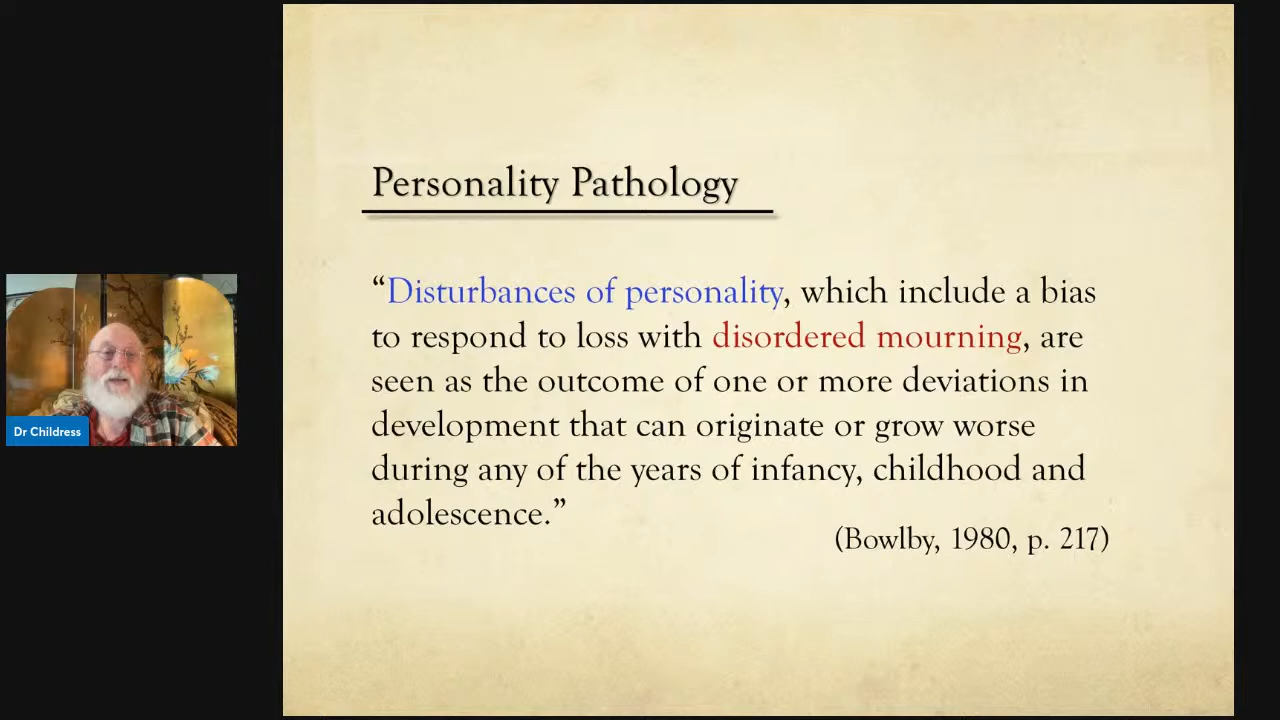 Personality Pathology
“Disturbances of personality, which include a bias
to respond to loss with disordered mourning, are
seen as the outcome of one or more deviations in
development that can originate or grow worse
during any of the years of infancy, childhood and
adolescence.”
(Bowlby, 1980, p. 217)
Dr Childress